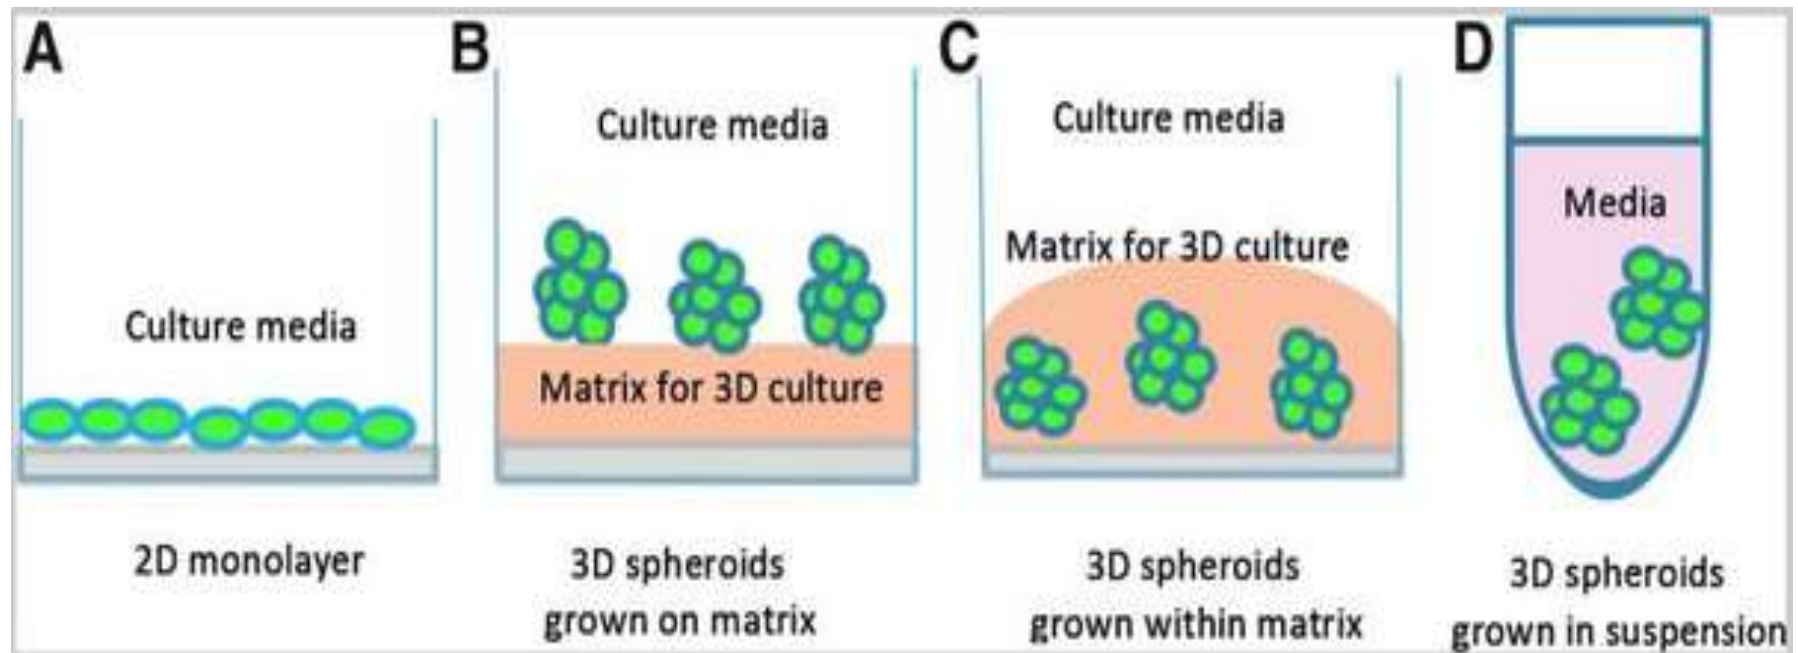 A
Culture media
2D monolayer
B
Culture media
Matrix for 3D culture
3D spheroids
grown on matrix
C
Culture media
Matrix for 3D culture
3D spheroids
grown within matrix
D
Media
3D spheroids
grown in suspension